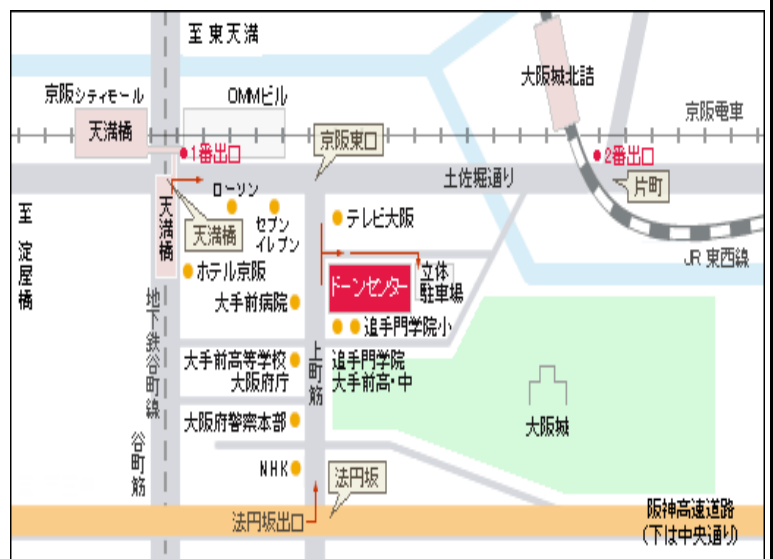 至 東天満
大阪城北詰
京阪シティモール
OMMビル
京阪電車
天満橋
1番出口
京阪東口
2番出口
土佐堀通り
片町
ローソン
天満橋
天満橋
セブン
イレブン
テレビ大阪
至 淀屋橋
ホテル京阪
JR 東西線
ドーンセンター
立体
駐車場
大手前病院
追手門学院小
地下鉄谷町線
大手前高等学校
大阪府庁
上町筋
追手門学院
大手前高・中
大阪府警察本部
大阪城
谷町筋
NHK
法円坂
法円坂出口
阪神高速道路
(下は中央通り)